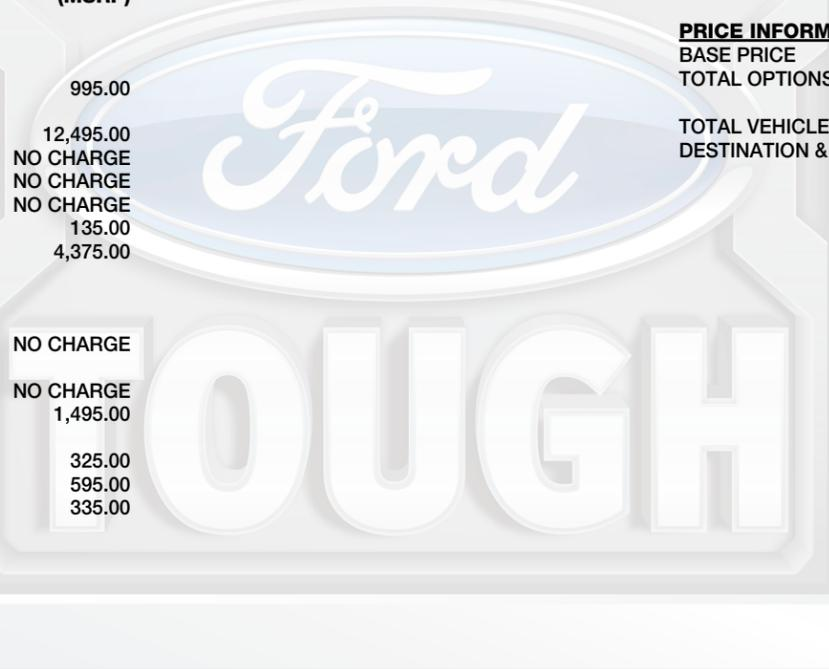 (MSRP)
995.00
12,495.00
NO CHARGE
NO CHARGE
NO CHARGE
135.00
4,375.00
NO CHARGE
NO CHARGE
1,495.00
325.00
595.00
335.00
PRICE INFORM
BASE PRICE
TOTAL OPTIONS
TOTAL VEHICLE
DESTINATION &
Ford
TOUGH